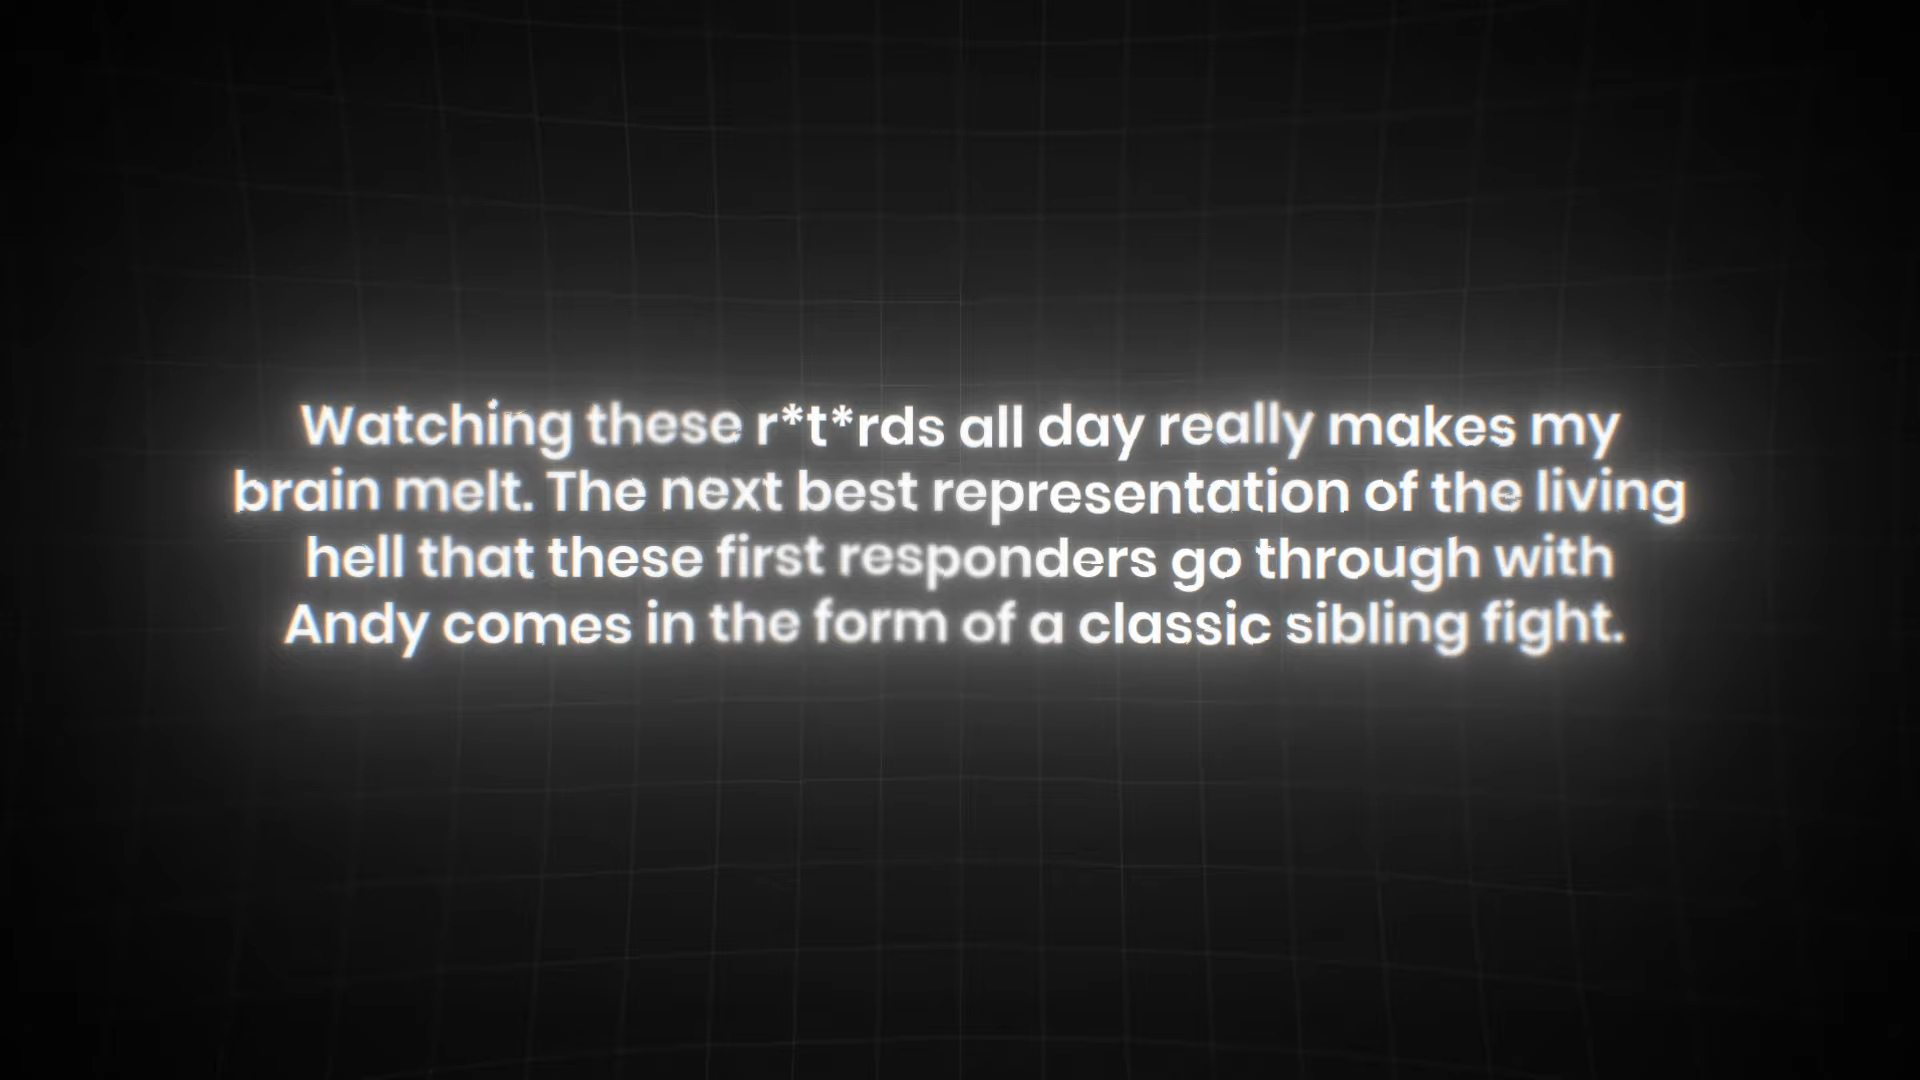 Watching these r*t*rds all day really makes my
brain melt. The next best representation of the living
hell that these first responders go through with
Andy comes in the form of a classic sibling fight.